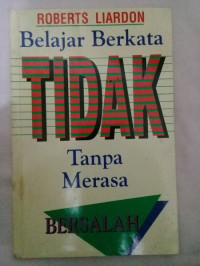 ROBERTS LIARDON
Belajar Berkata
TIDAK
Tanpa
Merasa
BERSALAH